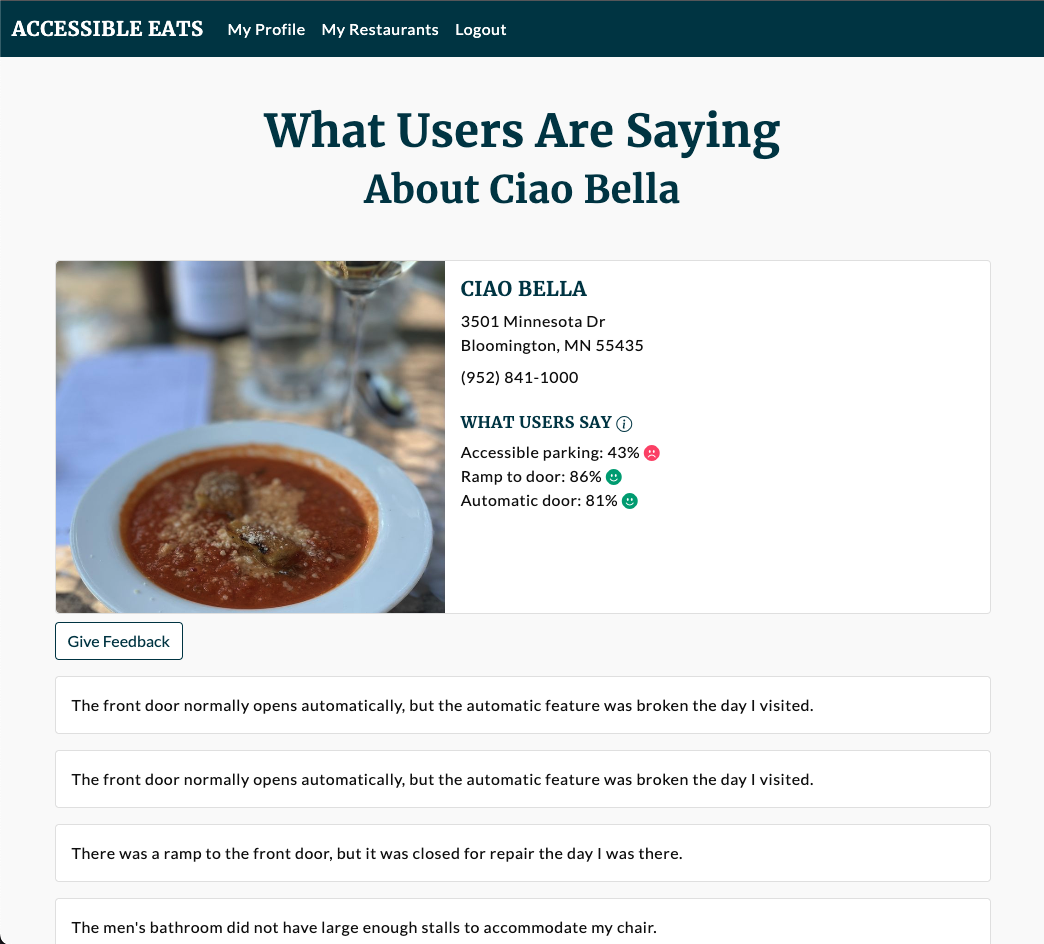 ACCESSIBLE EATS My Profile My Restaurants Logout
What Users Are Saying
About Ciao Bella
CIAO BELLA
3501 Minnesota Dr
Bloomington, MN 55435
(952) 841-1000
WHAT USERS SAY
Accessible parking: 43%
Ramp to door: 86%
Automatic door: 81%
Give Feedback
The front door normally opens automatically, but the automatic feature was broken the day I visited.
The front door normally opens automatically, but the automatic feature was broken the day I visited.
There was a ramp to the front door, but it was closed for repair the day I was there.
The men's bathroom did not have large enough stalls to accommodate my chair.